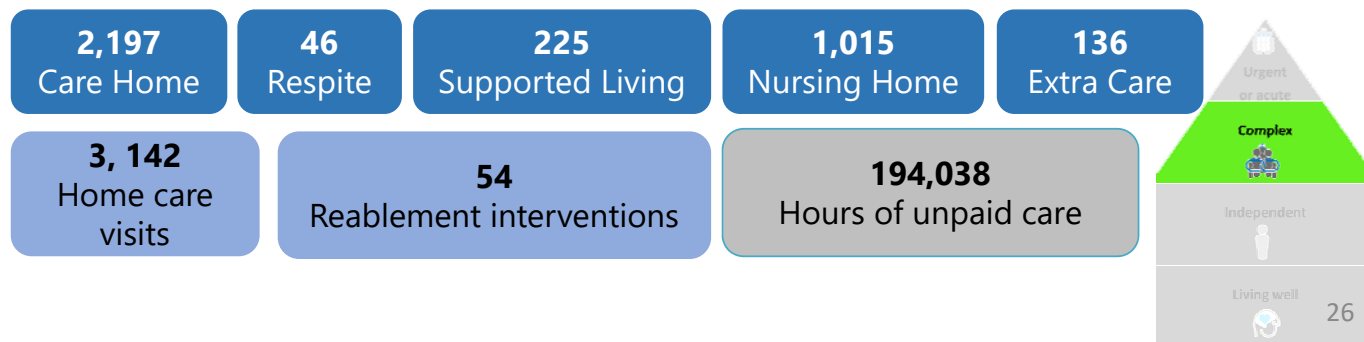 2,197
Care Home
46
Respite
225
Supported Living
1,015
Nursing Home
136
Extra Care
Urgent
or acute
Complex
3, 142
Home care
visits
54
Reablement interventions
194,038
Hours of unpaid care
Independent
Living well
26